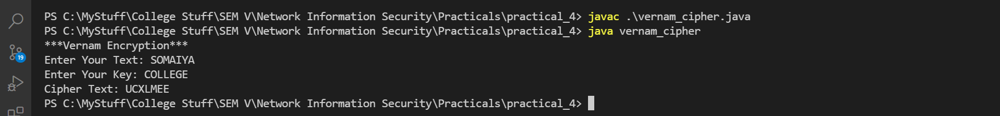 PS C:\MyStuff\College Stuff\SEM V\Network Information Security\Practicals\practical_4> javac .\vernam_cipher.java
PS C:\MyStuff\College Stuff\SEM V\Network Information Security\Practicals\practical_4> java vernam_cipher
***Vernam Encryption***
Enter Your Text: SOMAIYA
Enter Your Key: COLLEGE
Cipher Text: UCXLMEE
PS C:\MyStuff\College Stuff\SEM V\Network Information Security\Practicals\practical_4>
19